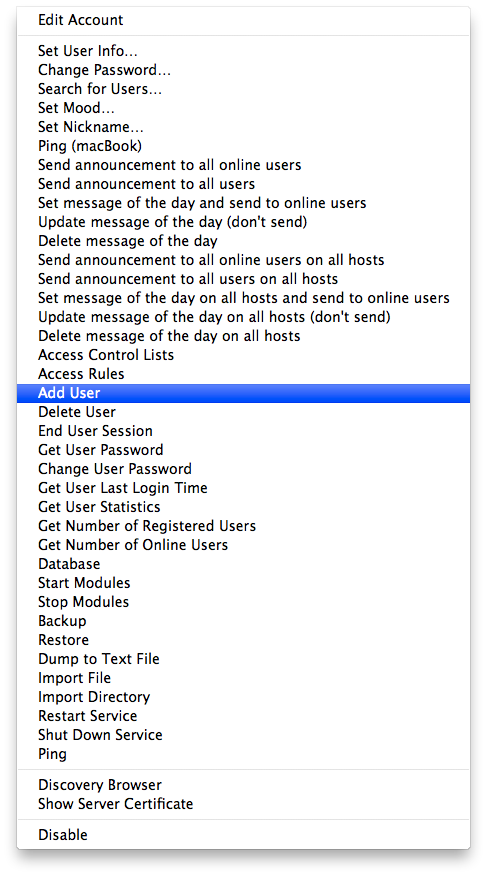 Edit Account
Set User Info…
Change Password…
Search for Users…
Set Mood…
Set Nickname…
Ping (macBook)
Send announcement to all online users
Send announcement to all users
Set message of the day and send to online users
Update message of the day (don't send)
Delete message of the day
Send announcement to all online users on all hosts
Send announcement to all users on all hosts
Set message of the day on all hosts and send to online users
Update message of the day on all hosts (don't send)
Delete message of the day on all hosts
Access Control Lists
Access Rules
Add User
Delete User
End User Session
Get User Password
Change User Password
Get User Last Login Time
Get User Statistics
Get Number of Registered Users
Get Number of Online Users
Database
Start Modules
Stop Modules
Backup
Restore
Dump to Text File
Import File
Import Directory
Restart Service
Shut Down Service
Ping
Discovery Browser
Show Server Certificate
Disable